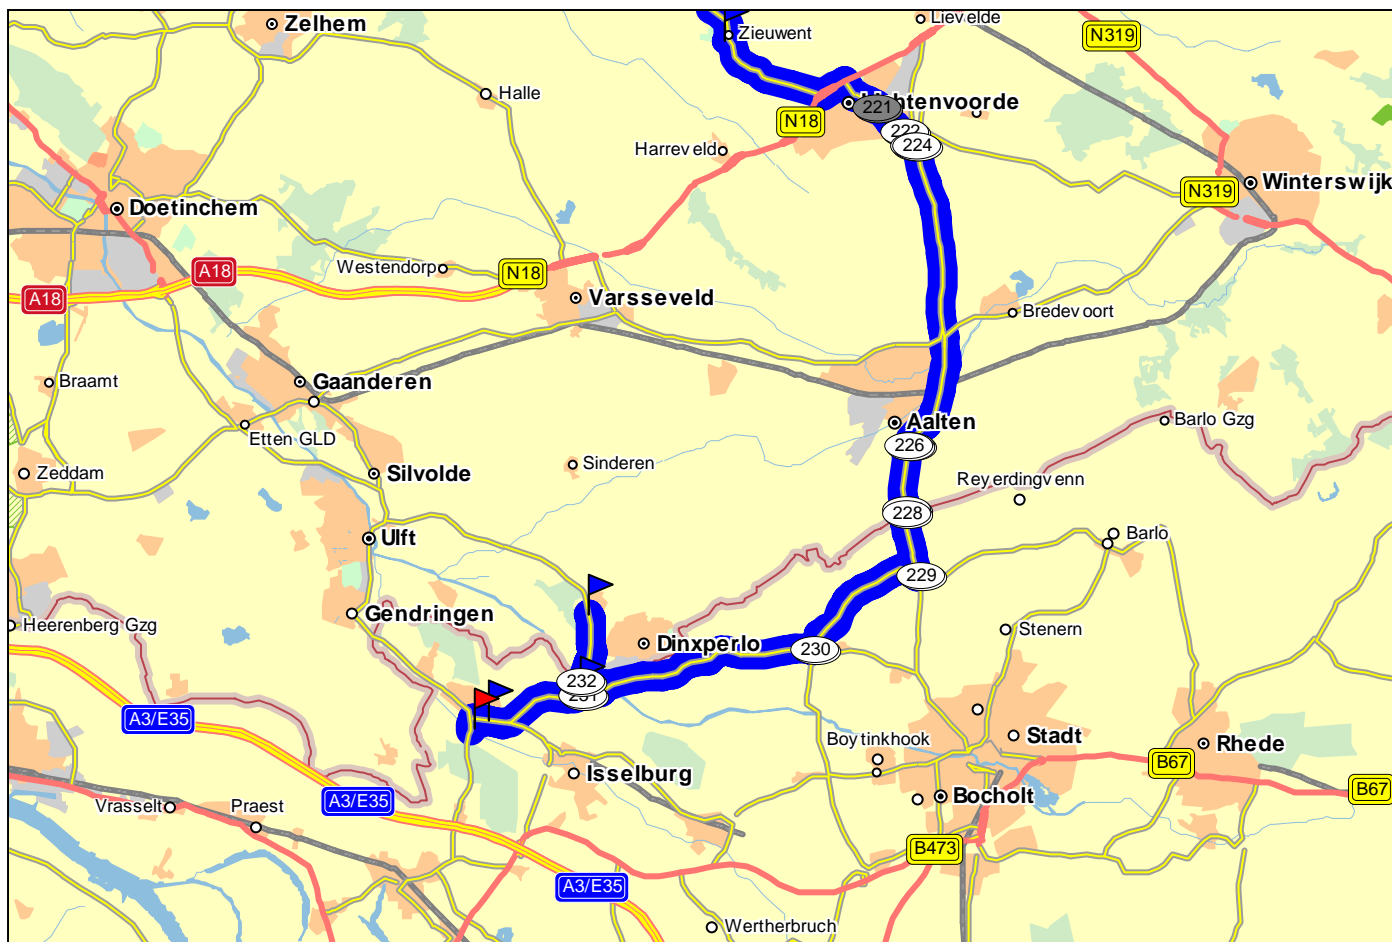 Zelhem
Lievelde
Zieuwent
N319
Halle
Lichtenvoorde
221
N18
222
224
Harreveld
Winterswijk
N319
Doetinchem
Westendorp
A18
N18
A18
Varsseveld
Bredevoort
Braamt
Gaanderen
Etten GLD
Aalten
Barlo Gzg
226
Zeddam
Silvolde
Sinderen
Reyerdingvenn
228
Ulft
Barlo
229
Gendringen
Heerenberg Gzg
Stenern
Dinxperlo
230
232
231
A3/E35
Boytinkhook
Stadt
Rhede
B67
Isselburg
B67
A3/E35
Vrasselt
Praest
Bocholt
B473
A3/E35
Wertherbruch